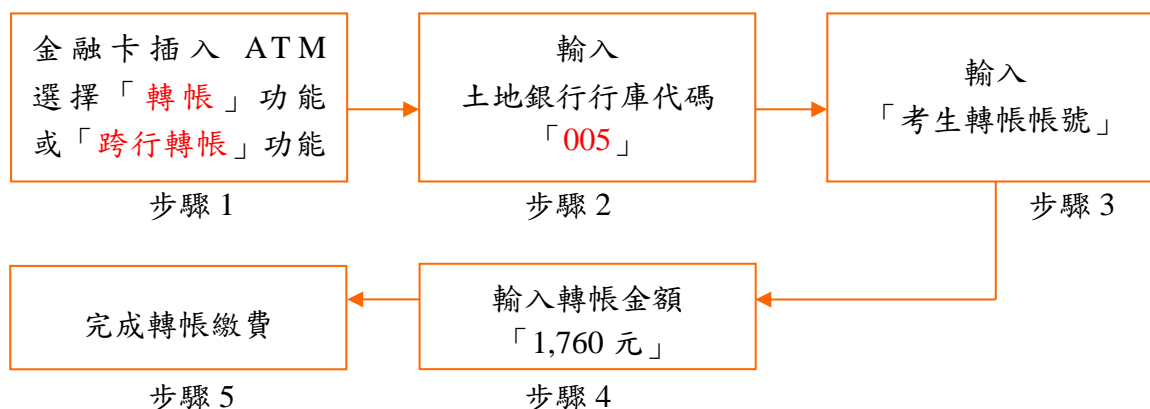 金融卡插入 ATM
選擇「轉帳」功能
或「跨行轉帳」功能
步驟 1
輸入
土地銀行行庫代碼
「005」
步驟 2
輸入
「考生轉帳帳號」
步驟 3
輸入轉帳金額
「1,760 元」
步驟 4
完成轉帳繳費
步驟 5